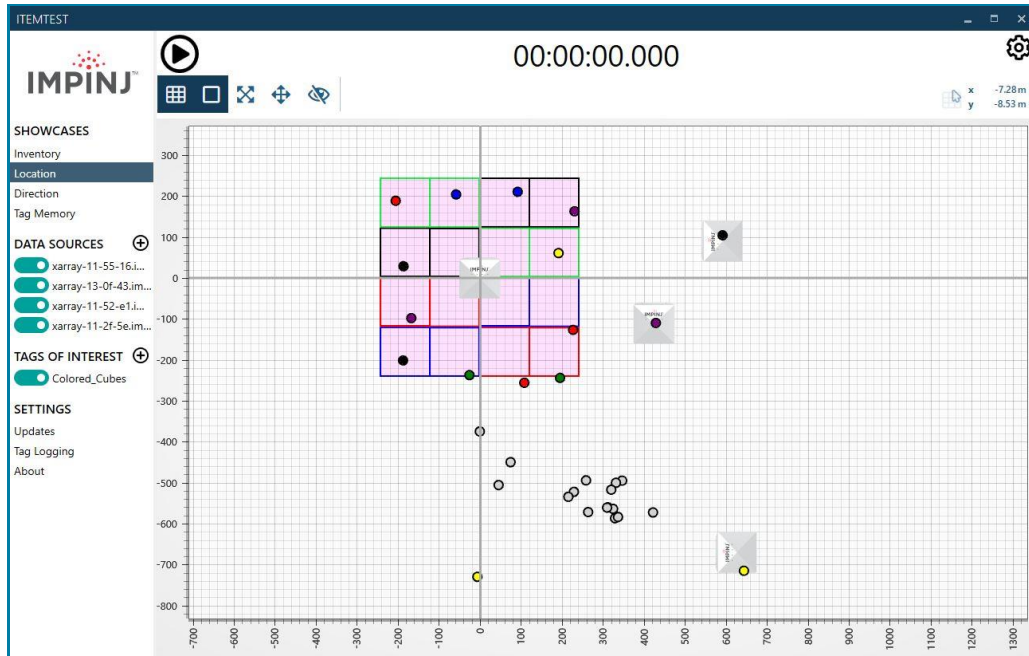 ITEMTEST
IMPINJ
00:00:00.000
x -7.28 m
y -8.53 m
SHOWCASES
Inventory
Location
Direction
Tag Memory
DATA SOURCES
xarray-11-55-16.i...
xarray-13-0f-43.im...
xarray-11-52-e1.i...
xarray-11-2f-5e.im...
TAGS OF INTEREST
Colored_Cubes
SETTINGS
Updates
Tag Logging
About
300
200
100
0
-100
-200
-300
-400
-500
-600
-700
-800
IMPINJ
IMPINJ
IMPINJ
IMPINJ
-700 -600 -500 -400 -300 -200 -100 0 100 200 300 400 500 600 700 800 900 1000 1100 1200 1300